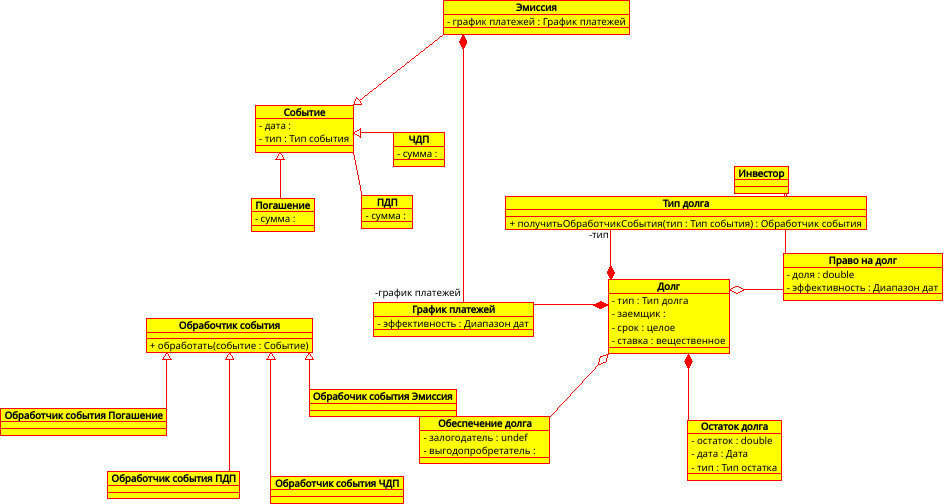 Эмиссия
- график платежей : График платежей
Событие
- дата :
- тип : Тип события
ЧДП
- сумма :
Погашение
- сумма :
ПДП
- сумма :
Инвестор
Тип долга
+ получитьОбработчикСобытия(тип : Тип события) : Обработчик события
-тип
Право на долг
- доля : double
- эффективность : Диапазон дат
Долг
- тип : Тип долга
- заемщик :
- срок : целое
- ставка : вещественное
-график платежей
График платежей
- эффективность : Диапазон дат
Обрабочтик события
+ обработать(событие : Событие)
Обрабочик события Эмиссия
Обработчик события Погашение
Обеспечение долга
- залогодатель : undef
- выгодопробретатель :
Остаток долга
- остаток : double
- дата : Дата
- тип : Тип остатка
Обработчик события ПДП
Обработчик события ЧДП